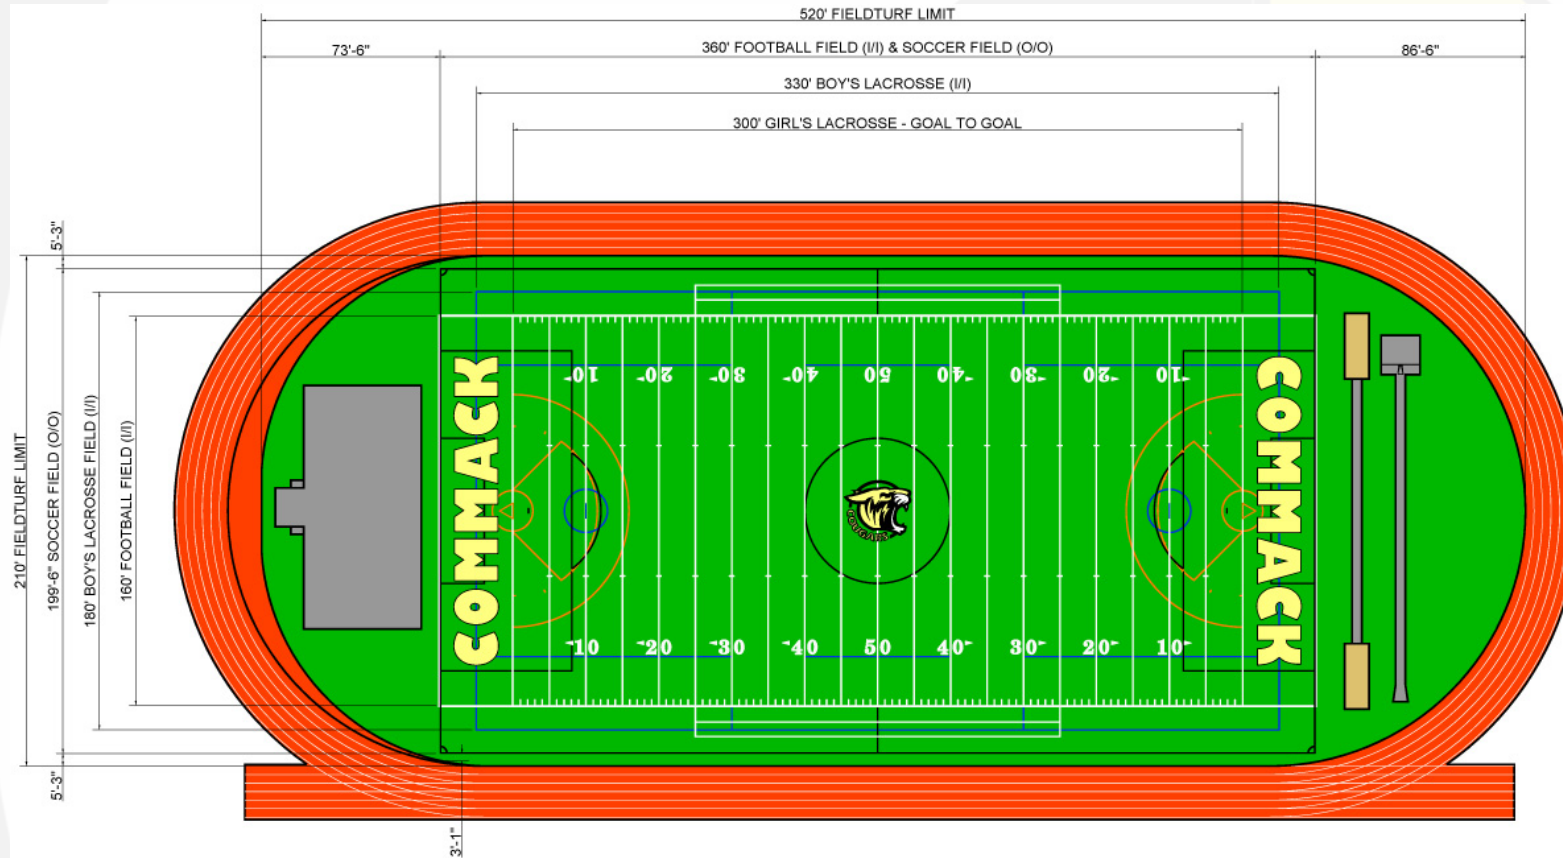 520' FIELDTURF LIMIT
73'-6"
360' FOOTBALL FIELD (I/I) & SOCCER FIELD (O/O)
86'-6"
330' BOY'S LACROSSE (I/I)
300' GIRL'S LACROSSE - GOAL TO GOAL
5'-3"
210' FIELDTURF LIMIT
199'-6" SOCCER FIELD (O/O)
180' BOY'S LACROSSE FIELD (I/I)
160' FOOTBALL FIELD (I/I)
5'-3"
3'-1"
COMMACK
10 20 30 40 50 40 30 20 10
COUGARS
10 20 30 40 50 40 30 20 10
COMMACK